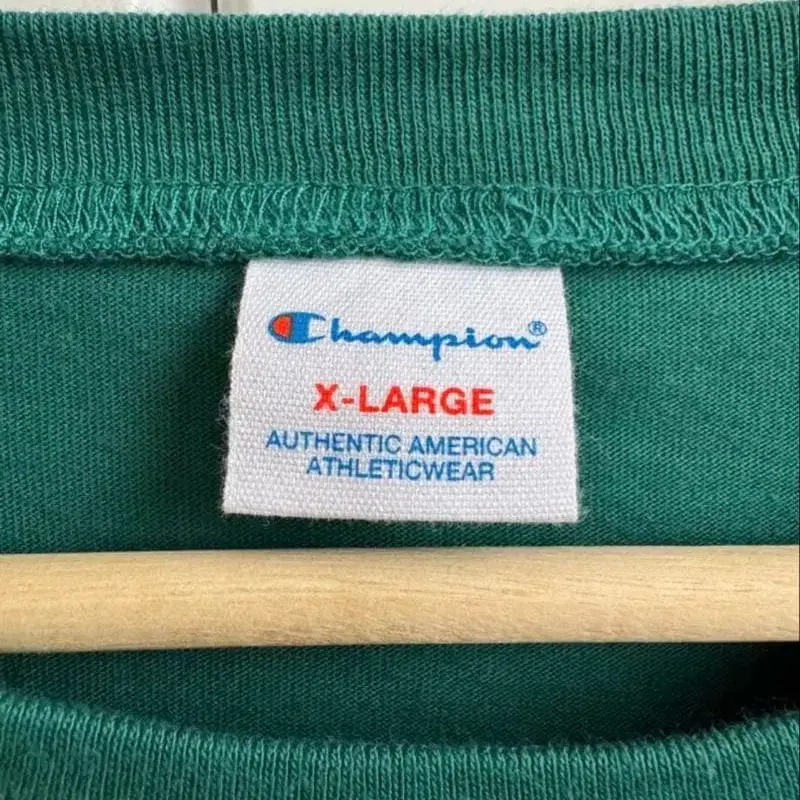 Champion®
X-LARGE
AUTHENTIC AMERICAN
ATHLETICWEAR